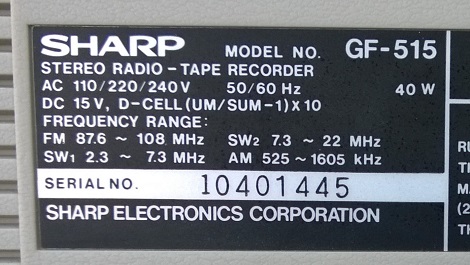 SHARP MODEL NO. GF-515
STEREO RADIO-TAPE RECORDER
AC 110/220/240V 50/60 Hz 40 W
DC 15 V, D-CELL (UM/SUM-1) X 10
FREQUENCY RANGE:
FM 87.6 ~ 108 MHz SW2 7.3 ~ 22 MHz
SW1 2.3 ~ 7.3 MHz AM 525 ~ 1605 kHz
SERIAL NO. 10401445
SHARP ELECTRONICS CORPORATION